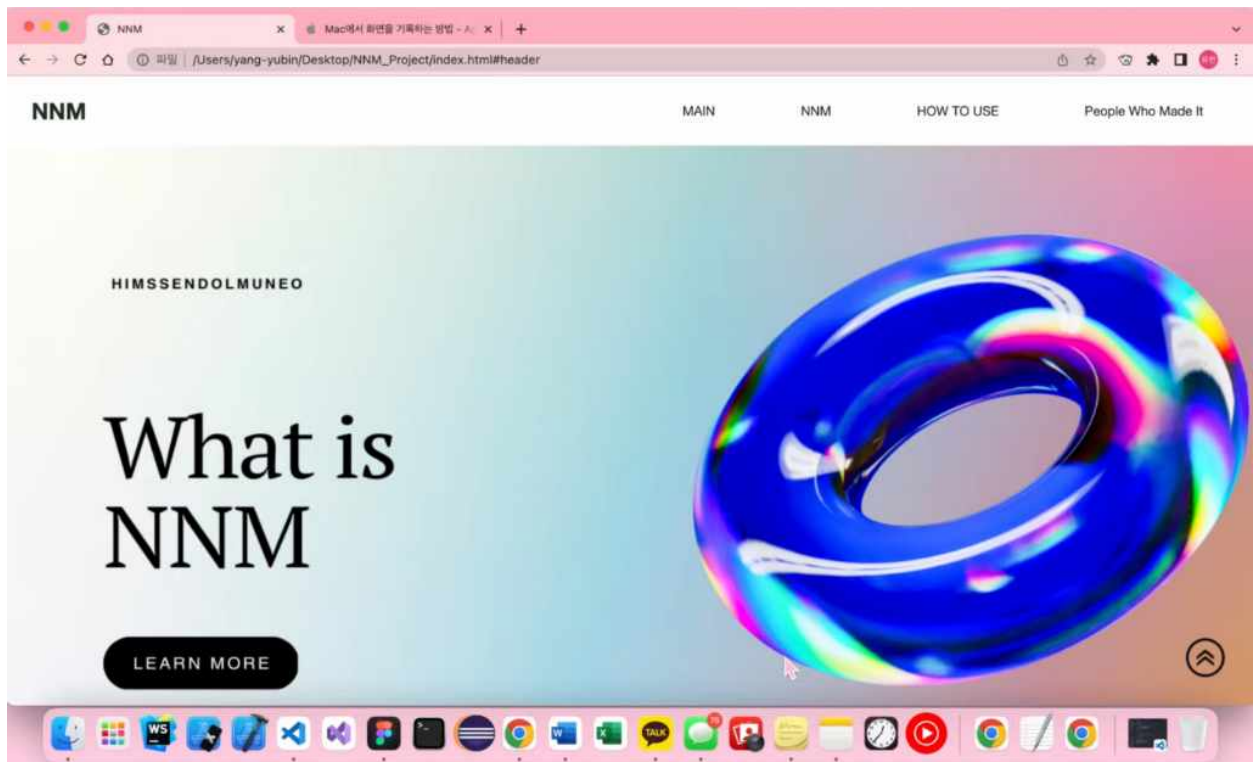 NNM
Mac에서 화면을 기록하는 방법 -
파일 /Users/yang-yubin/Desktop/NNM_Project/index.html#header
NNM
MAIN NNM HOW TO USE People Who Made It
HIMSSENDOLMUNEO
What is
NNM
LEARN MORE
WS
TALK